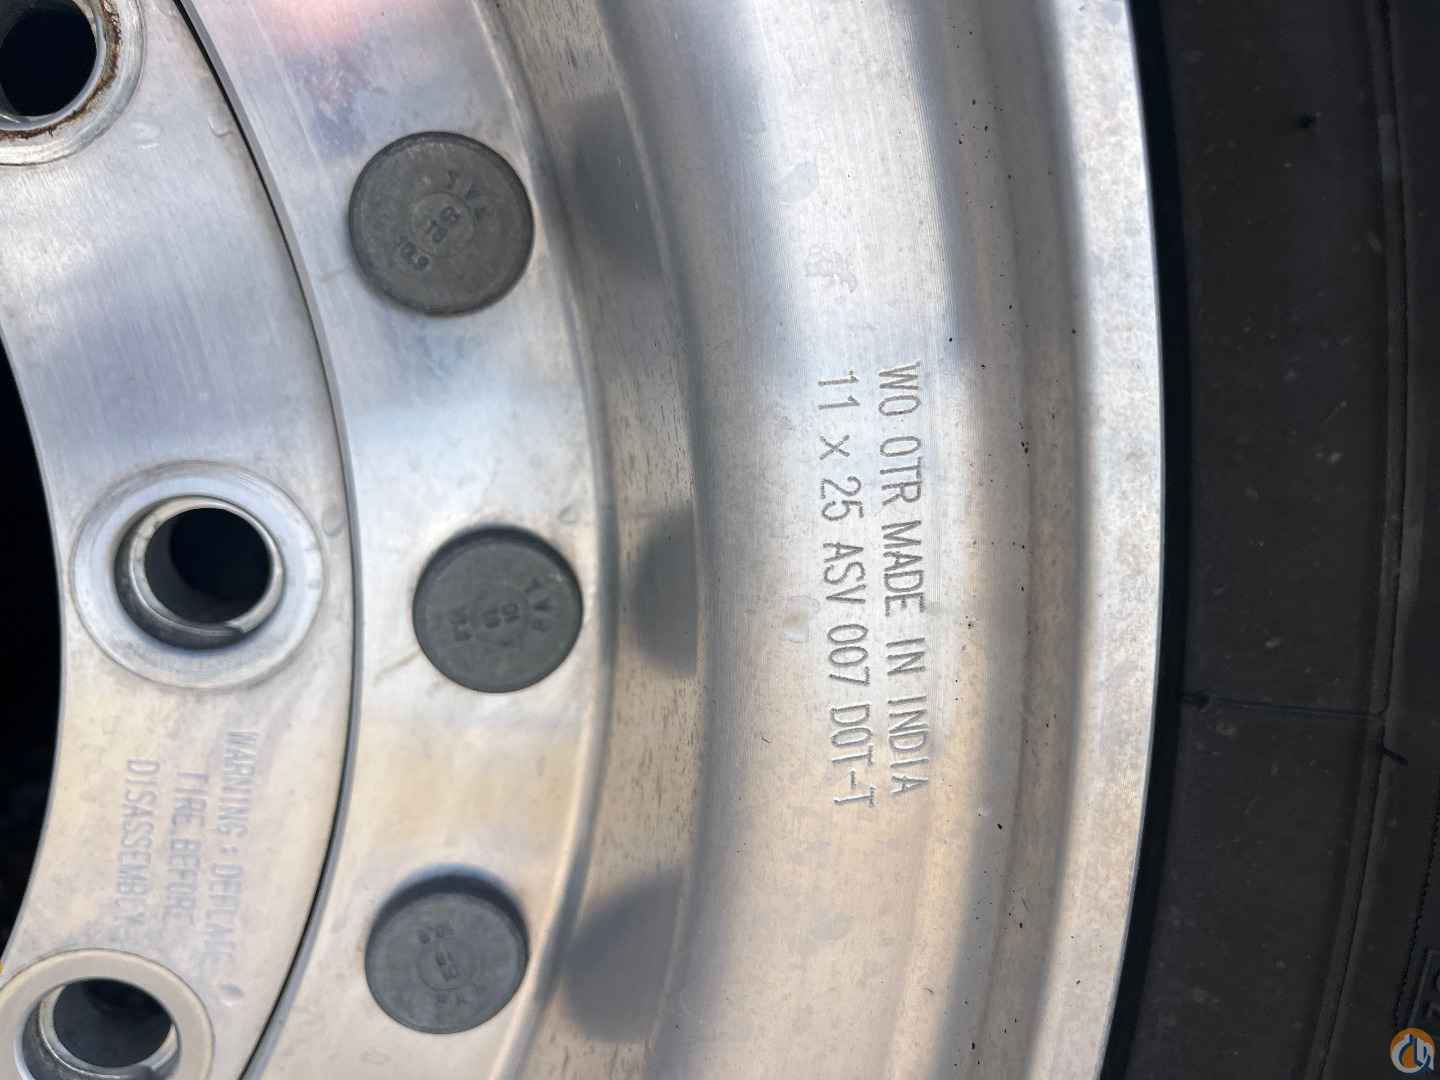 WO OTR MADE IN INDIA
11 x 25 ASV 007 DOT-T
WARNING : DEFLATE
TIRE BEFORE
DISASSEMBLY